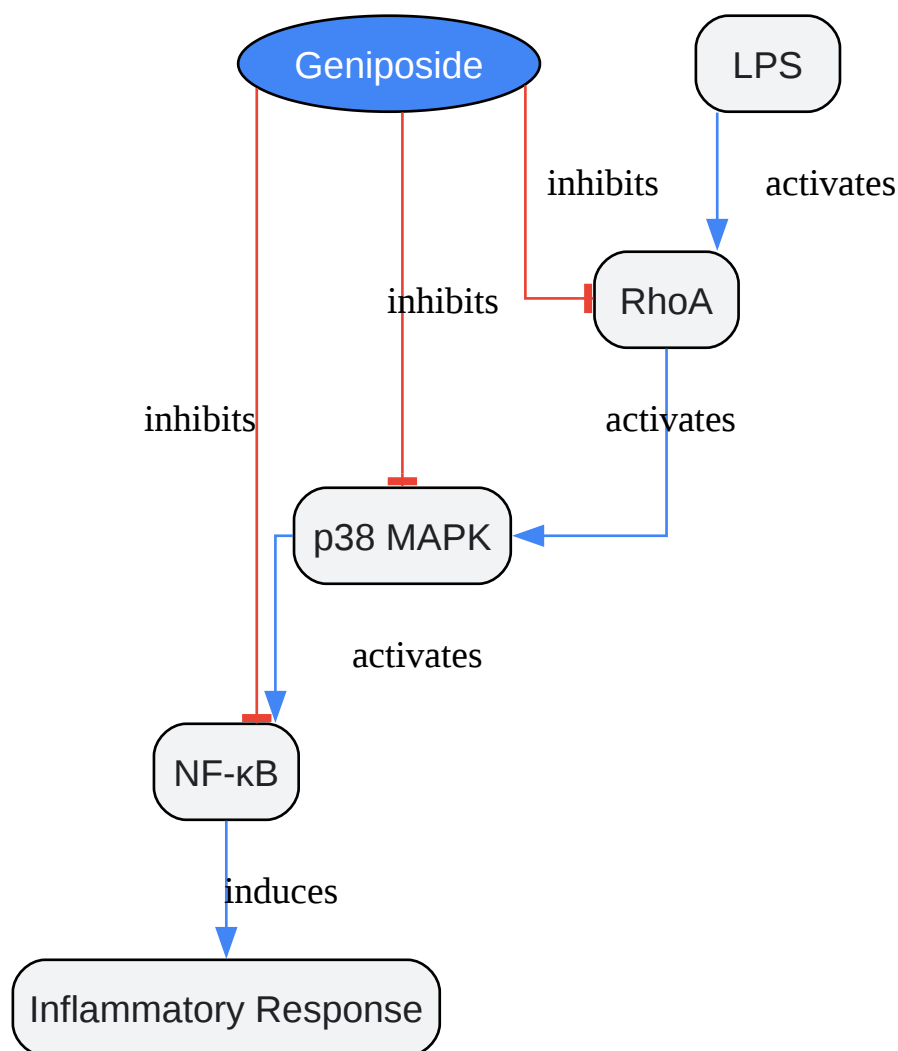 Geniposide
LPS
inhibits
activates
inhibits
RhoA
inhibits
activates
p38 MAPK
activates
NF-κB
induces
Inflammatory Response